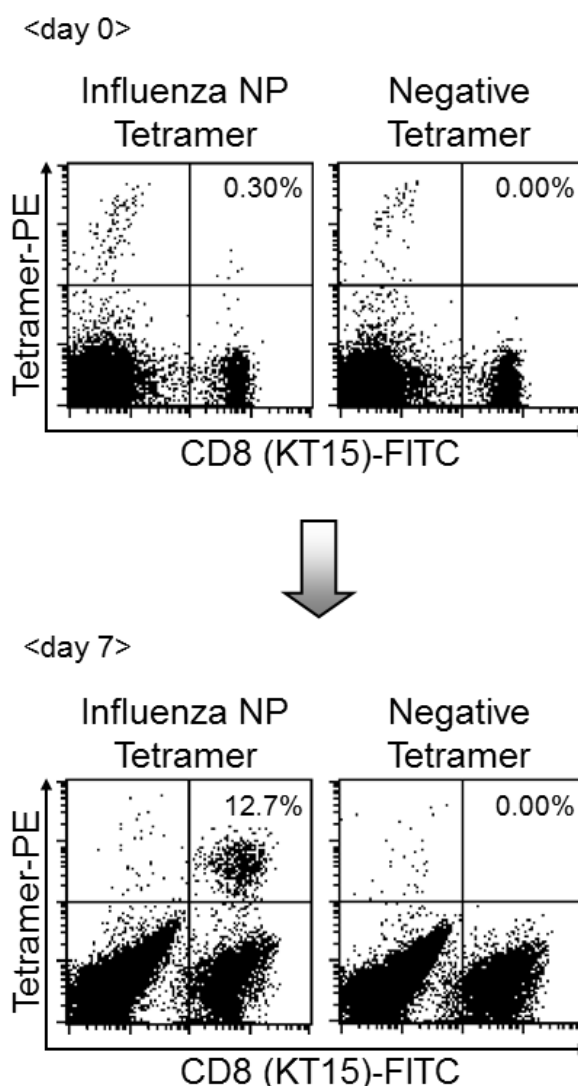 <day 0>
Influenza NP
Tetramer
Negative
Tetramer
Tetramer-PE
0.30%
0.00%
CD8 (KT15)-FITC
<day 7>
Influenza NP
Tetramer
Negative
Tetramer
Tetramer-PE
12.7%
0.00%
CD8 (KT15)-FITC